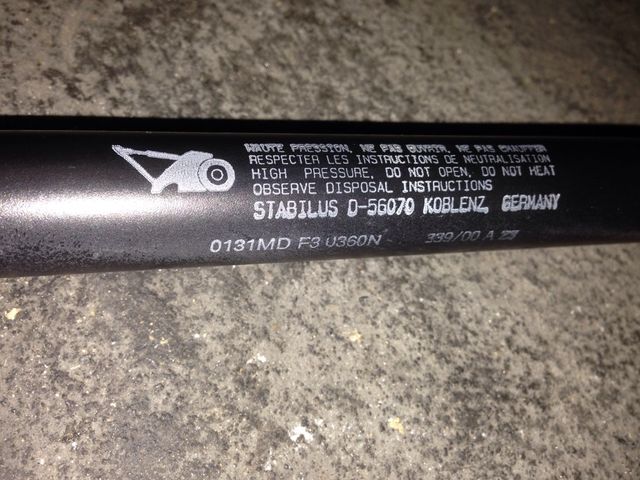 HAUTE PRESSION, NE PAS OUVRIR, NE PAS CHAUFFER
RESPECTER LES INSTRUCTIONS DE NEUTRALISATION
HIGH PRESSURE, DO NOT OPEN, DO NOT HEAT
OBSERVE DISPOSAL INSTRUCTIONS
STABILUS D-56070 KOBLENZ, GERMANY
0131MD F3 0360N 339/00 A